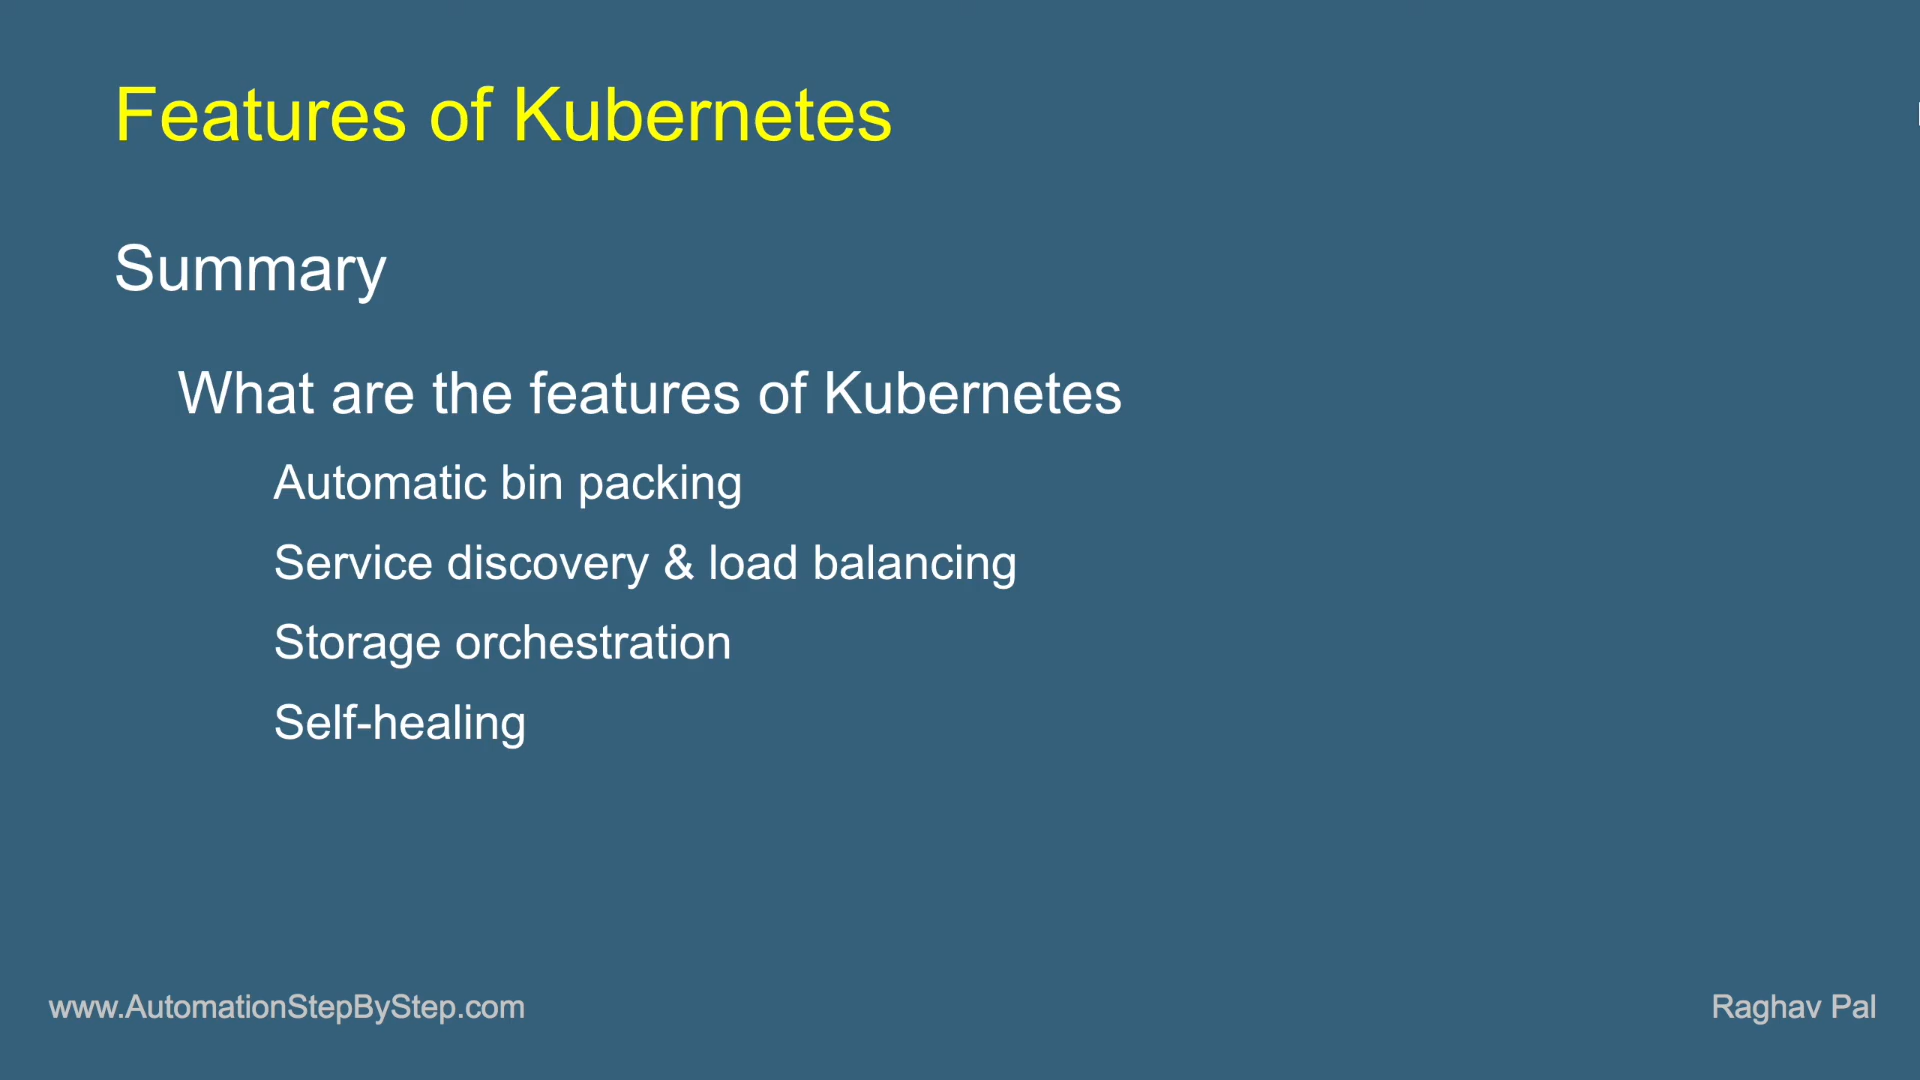 Features of Kubernetes
Summary
What are the features of Kubernetes
Automatic bin packing
Service discovery & load balancing
Storage orchestration
Self-healing
www.AutomationStepByStep.com
Raghav Pal